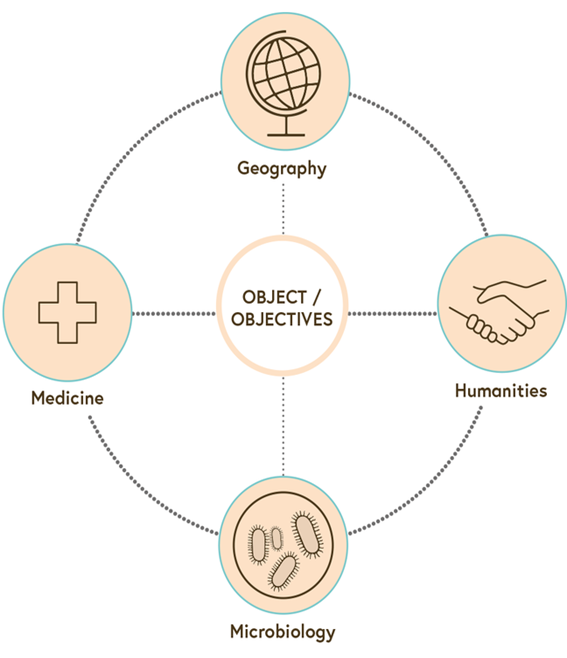 Geography
OBJECT /
OBJECTIVES
Medicine
Humanities
Microbiology